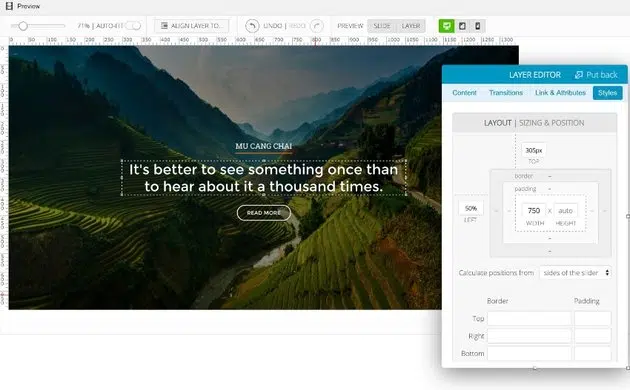 Preview
71% | AUTO-FIT
ALIGN LAYER TO...
UNDO | REDO
PREVIEW:
SLIDE
LAYER
0 50 100 150 200 250 300 350 400 450 500 550 600 650 700 750 800 850 900 950 1000 1050 1100 1150 1200 1250 1300
MU CANG CHAI
It's better to see something once than
to hear about it a thousand times.
READ MORE
LAYER EDITOR
Put back
Content
Transitions
Link & Attributes
Styles
LAYOUT | SIZING & POSITION
305px
TOP
border
–
padding
–
50%
LEFT
– –
750 x auto
WIDTH HEIGHT
– –
–
–
Calculate positions from
sides of the slider
Border
Padding
Top
Right
Bottom